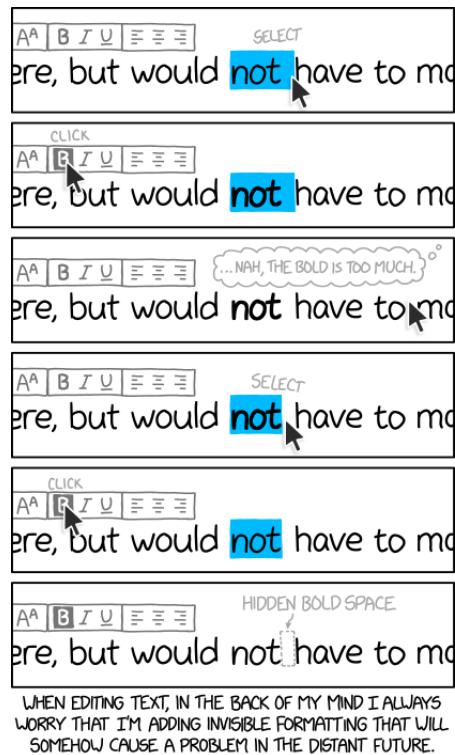 AA B I U
SELECT
ere, but would not have to mo
CLICK
AA B I U
ere, but would not have to mo
AA B I U
...NAH, THE BOLD IS TOO MUCH.
ere, but would not have to mo
AA B I U
SELECT
ere, but would not have to mo
CLICK
AA B I U
ere, but would not have to mo
AA B I U
HIDDEN BOLD SPACE
ere, but would not have to mo
WHEN EDITING TEXT, IN THE BACK OF MY MIND I ALWAYS
WORRY THAT I'M ADDING INVISIBLE FORMATTING THAT WILL
SOMEHOW CAUSE A PROBLEM IN THE DISTANT FUTURE.